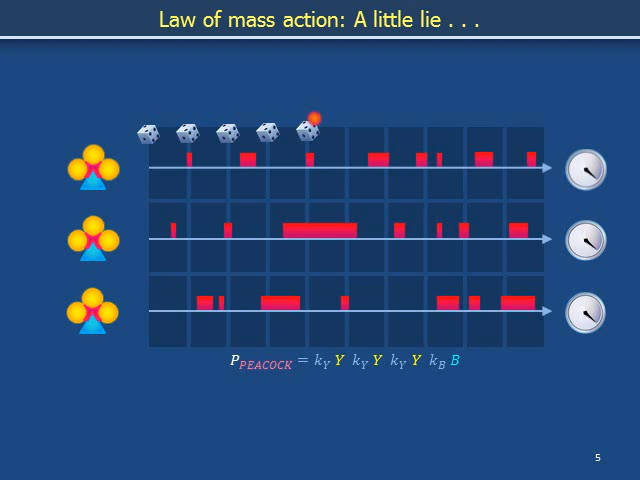 Law of mass action: A little lie . . .
P_PEACOCK = k_Y Y k_Y Y k_Y Y k_B B
5